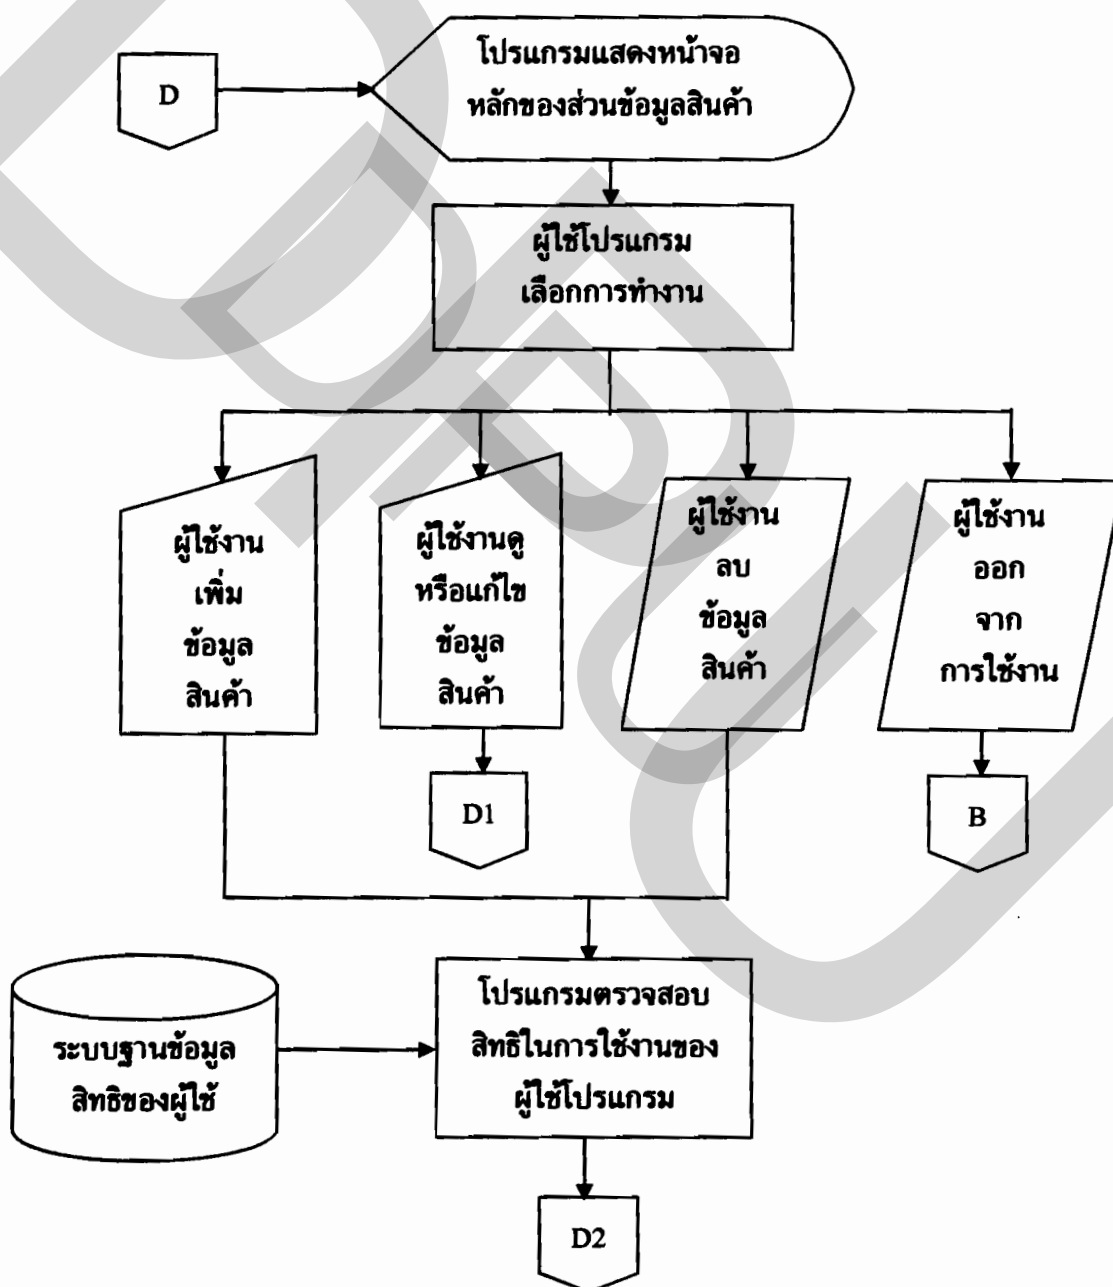 D
โปรแกรมแสดงหน้าจอ
หลักของส่วนข้อมูลสินค้า
ผู้ใช้โปรแกรม
เลือกการทำงาน
ผู้ใช้งาน
เพิ่ม
ข้อมูล
สินค้า
ผู้ใช้งานดู
หรือแก้ไข
ข้อมูล
สินค้า
ผู้ใช้งาน
ลบ
ข้อมูล
สินค้า
ผู้ใช้งาน
ออก
จาก
การใช้งาน
D1
B
ระบบฐานข้อมูล
สิทธิของผู้ใช้
โปรแกรมตรวจสอบ
สิทธิในการใช้งานของ
ผู้ใช้โปรแกรม
D2
DPU